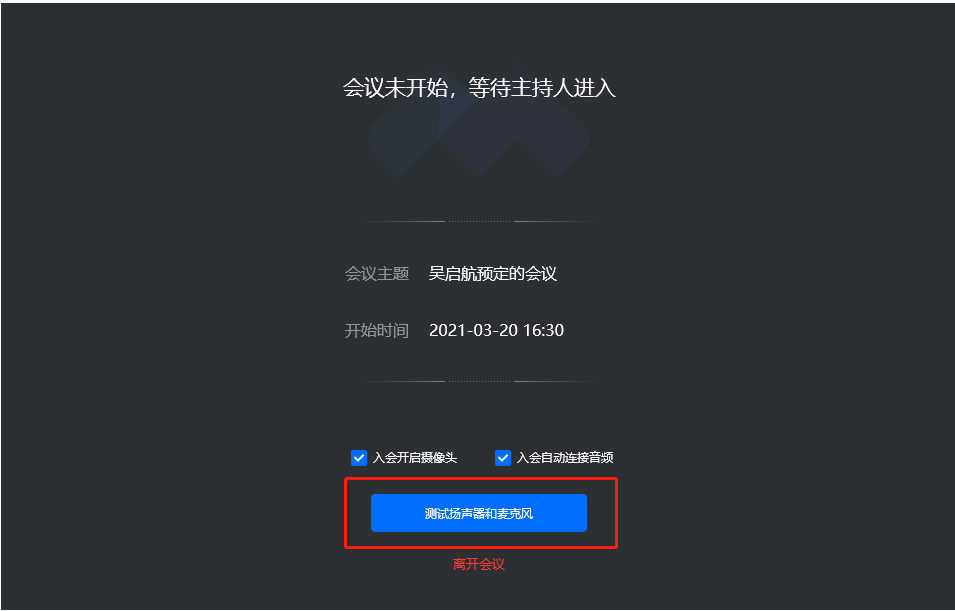 会议未开始，等待主持人进入
会议主题 吴启航预定的会议
开始时间 2021-03-20 16:30
入会开启摄像头 入会自动连接音频
测试扬声器和麦克风
离开会议